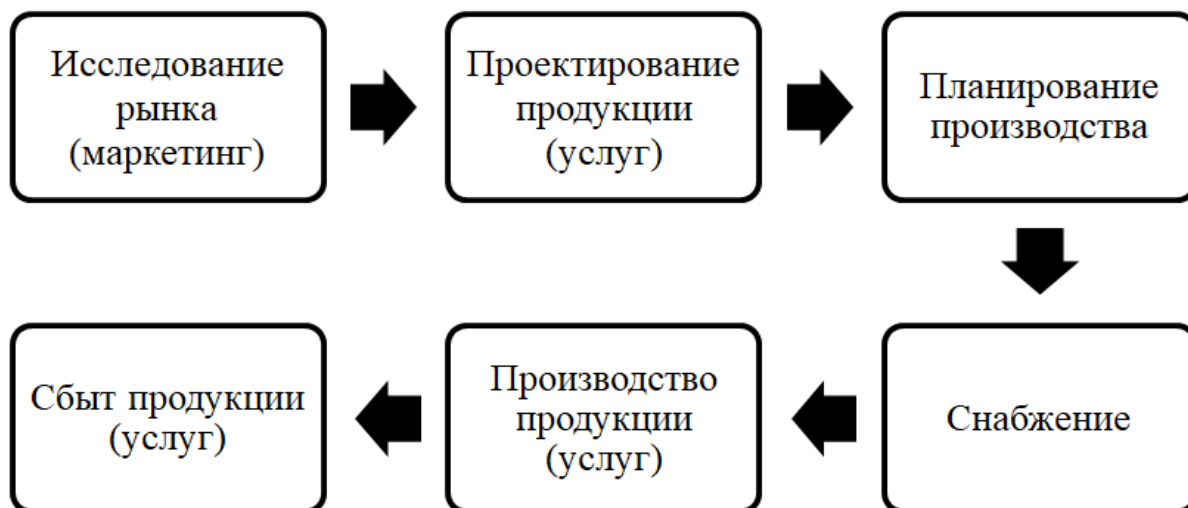 Исследование
рынка
(маркетинг)
Проектирование
продукции
(услуг)
Планирование
производства
Сбыт продукции
(услуг)
Производство
продукции
(услуг)
Снабжение